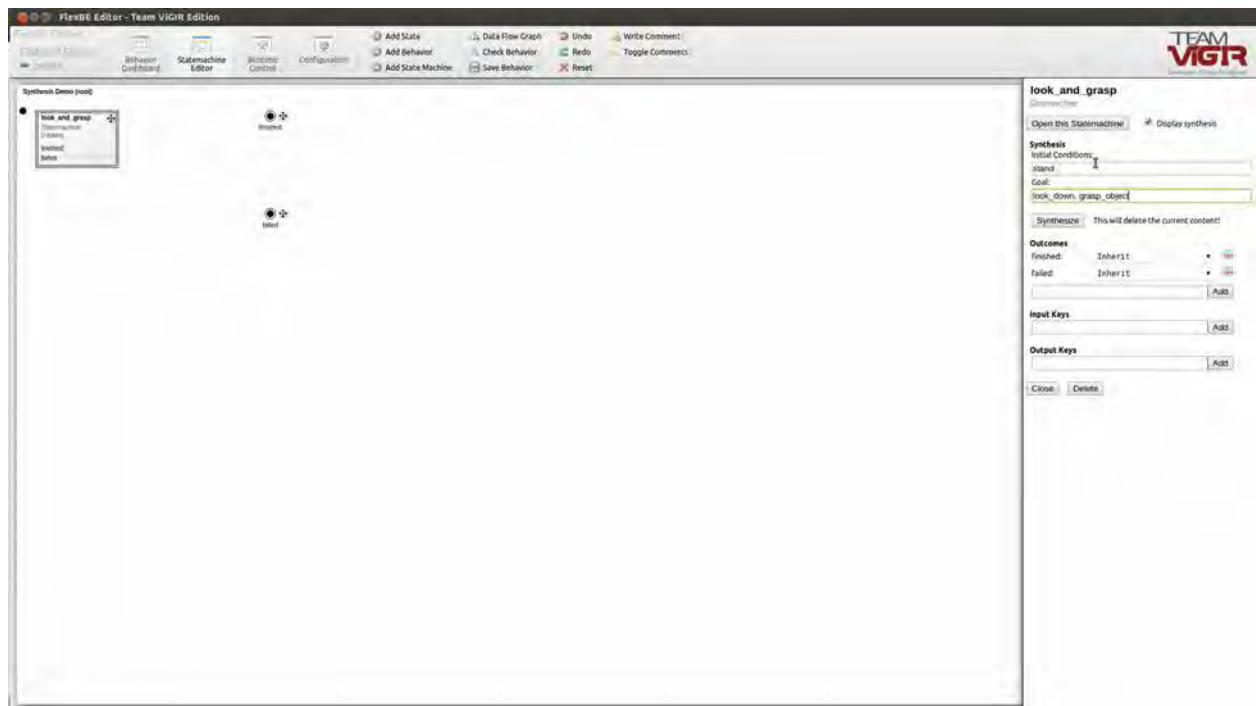 FlexBE Editor - Team ViGIR Edition
Behavior Dashboard
Statemachine Editor
Runtime Control
Configuration
Add State
Add Behavior
Add State Machine
Data Flow Graph
Check Behavior
Save Behavior
Undo
Redo
Reset
Write Comment
Toggle Comments
TEAM
ViGIR
Synthesis Demo (root)
look_and_grasp
Statemachine
finished
failed
finished
failed
look_and_grasp
Statemachine
Open this Statemachine
Display synthesis
Synthesis
Initial Conditions:
stand
Goal:
look_down, grasp_object
Synthesize
This will delete the current content!
Outcomes
finished: Inherit
failed: Inherit
Add
Input Keys
Add
Output Keys
Add
Close
Delete